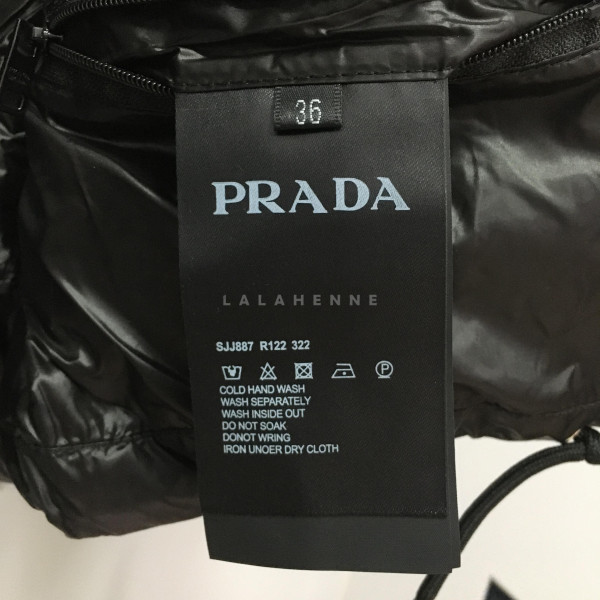 36
PRADA
LALAHENNE
SJJ887 R122 322
P
COLD HAND WASH
WASH SEPARATELY
WASH INSIDE OUT
DO NOT SOAK
DONOT WRING
IRON UNOER DRY CLOTH